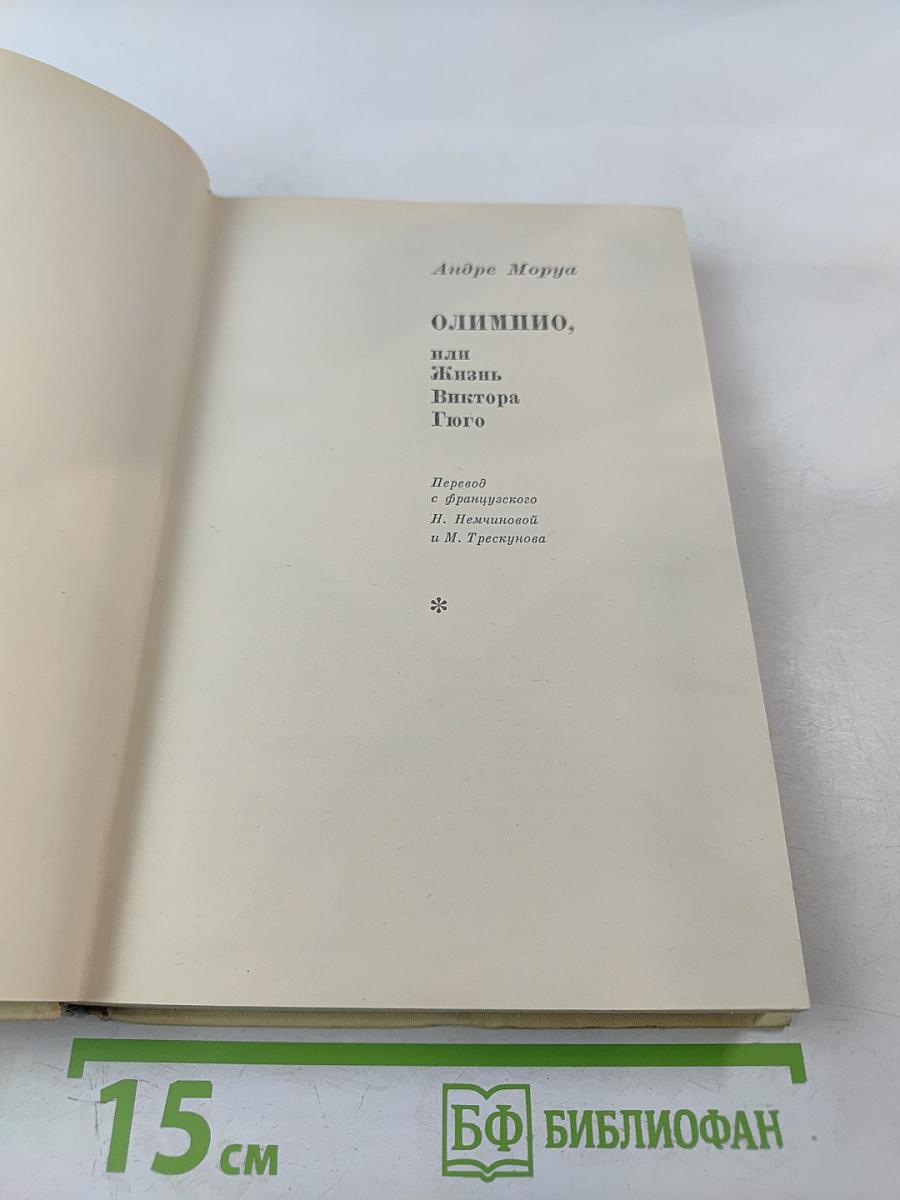 Андре Моруа
ОЛИМПИО,
или
Жизнь
Виктора
Гюго
Перевод
с французского
Н. Немчиновой
и М. Трескунова
*
15 см
БФ БИБЛИОФАН